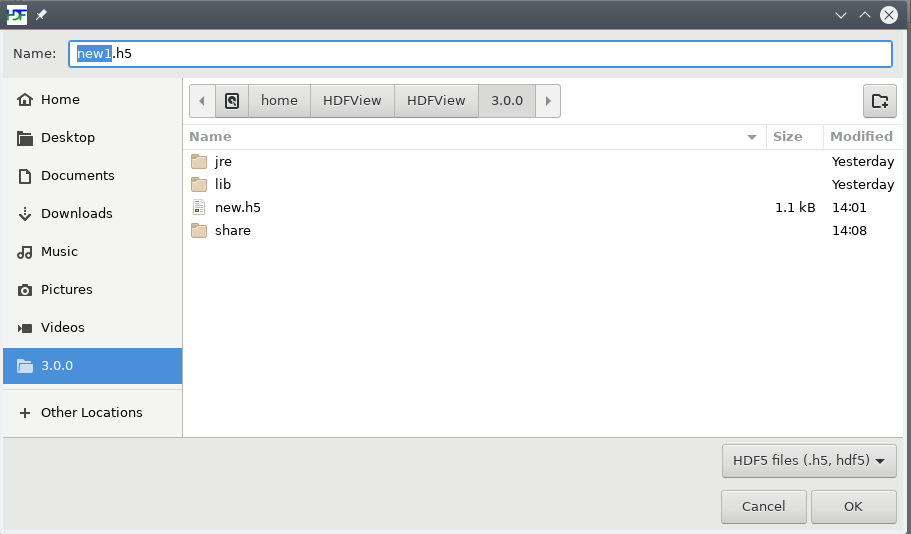 HDF
Name: new1.h5
Home
Desktop
Documents
Downloads
Music
Pictures
Videos
3.0.0
Other Locations
home HDFView HDFView 3.0.0
Name Size Modified
jre Yesterday
lib Yesterday
new.h5 1.1 kB 14:01
share 14:08
HDF5 files (.h5, hdf5)
Cancel OK